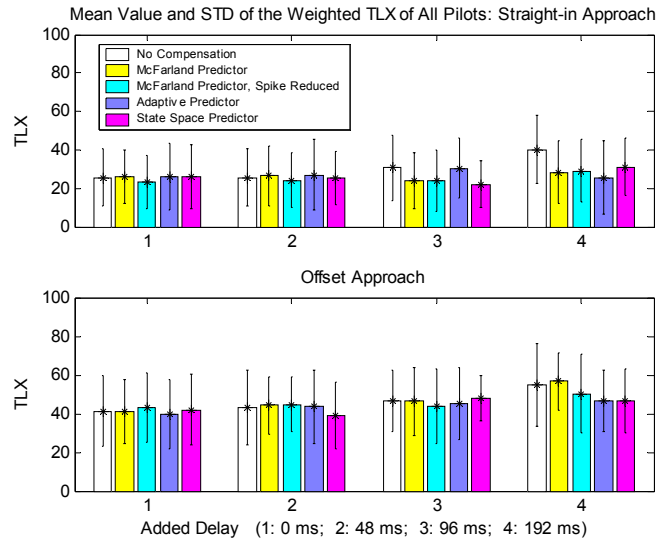 Mean Value and STD of the Weighted TLX of All Pilots: Straight-in Approach
100
80
60
40
20
0
TLX
No Compensation
McFarland Predictor
McFarland Predictor, Spike Reduced
Adaptive Predictor
State Space Predictor
1 2 3 4
Offset Approach
100
80
60
40
20
0
TLX
1 2 3 4
Added Delay (1: 0 ms; 2: 48 ms; 3: 96 ms; 4: 192 ms)